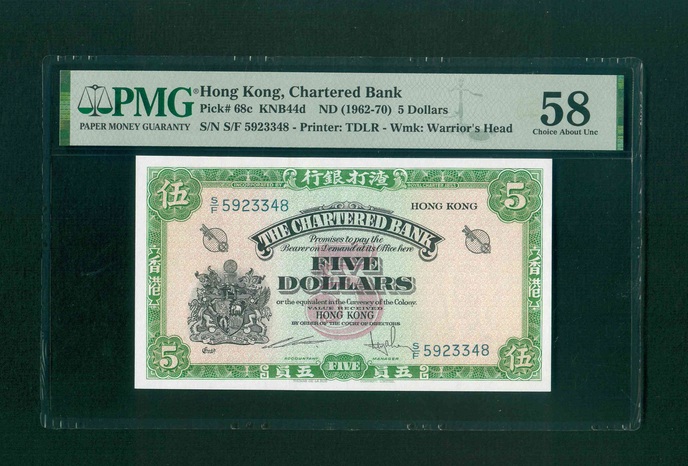 PMG
PAPER MONEY GUARANTY
Hong Kong, Chartered Bank
Pick# 68c KNB44d ND (1962-70) 5 Dollars
S/N S/F 5923348 - Printer: TDLR - Wmk: Warrior's Head
58
Choice About Unc
行銀打渣
伍
5
S/F 5923348
HONG KONG
THE CHARTERED BANK
Promises to pay the
Bearer on Demand at its Office here
FIVE
DOLLARS
or the equivalent in the Currency of the Colony.
VALUE RECEIVED
HONG KONG
BY ORDER OF THE COURT OF DIRECTORS
香港
香港
ACCOUNTANT
MANAGER
S/F 5923348
5
伍
員五
FIVE
員五